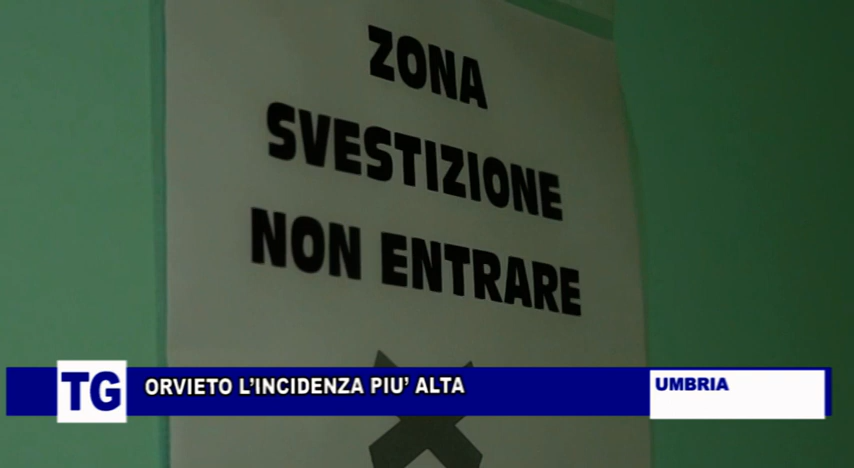 ZONA
SVESTIZIONE
NON ENTRARE
TG
ORVIETO L'INCIDENZA PIU' ALTA
UMBRIA